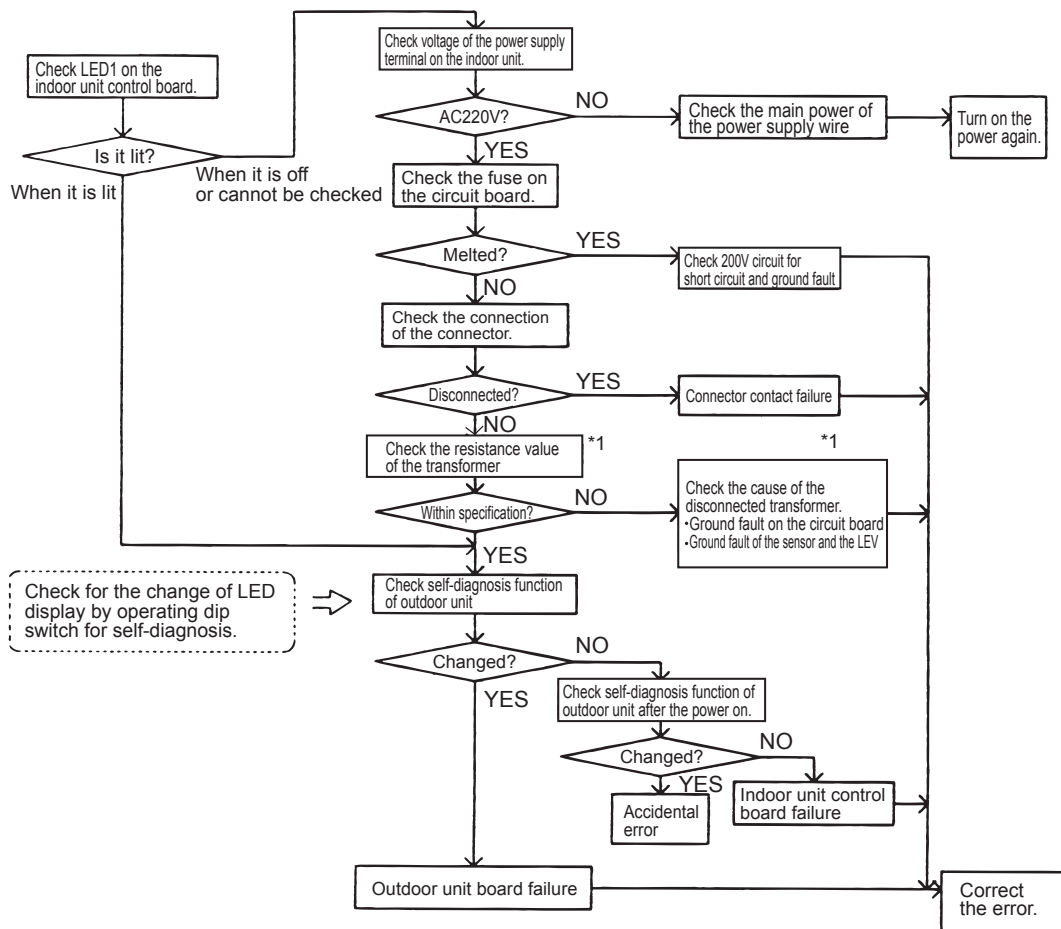 Check voltage of the power supply
terminal on the indoor unit.
Check LED1 on the
indoor unit control board.
AC220V?
NO
Check the main power of
the power supply wire
Turn on the
power again.
Is it lit?
YES
When it is lit
When it is off
or cannot be checked
Check the fuse on
the circuit board.
Melted?
YES
Check 200V circuit for
short circuit and ground fault
NO
Check the connection
of the connector.
Disconnected?
YES
Connector contact failure
NO
Check the resistance value
of the transformer
*1
*1
Within specification?
NO
Check the cause of the
disconnected transformer.
•Ground fault on the circuit board
•Ground fault of the sensor and the LEV
YES
Check for the change of LED
display by operating dip
switch for self-diagnosis.
Check self-diagnosis function
of outdoor unit
Changed?
NO
YES
Check self-diagnosis function of
outdoor unit after the power on.
Changed?
NO
YES
Accidental
error
Indoor unit control
board failure
Outdoor unit board failure
Correct
the error.